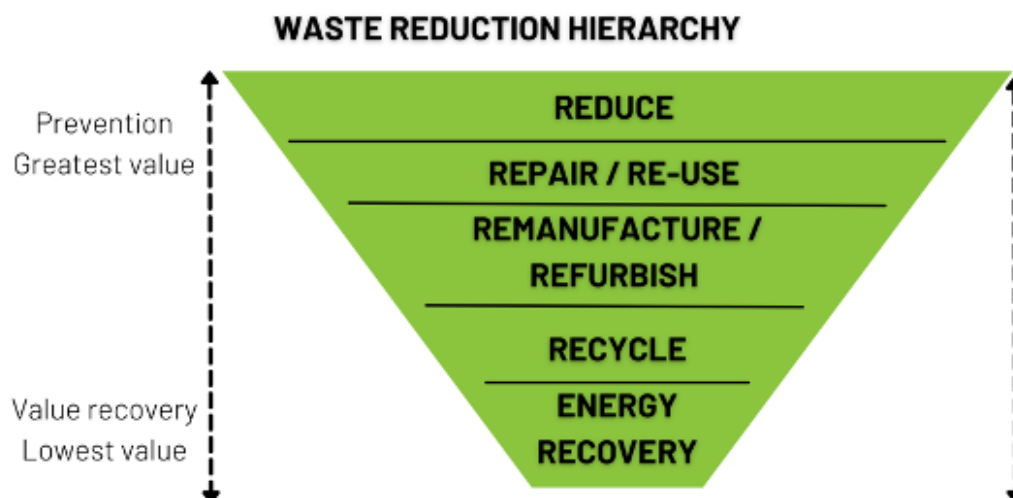 WASTE REDUCTION HIERARCHY
Prevention
Greatest value
REDUCE
REPAIR / RE-USE
REMANUFACTURE /
REFURBISH
RECYCLE
ENERGY
RECOVERY
Value recovery
Lowest value